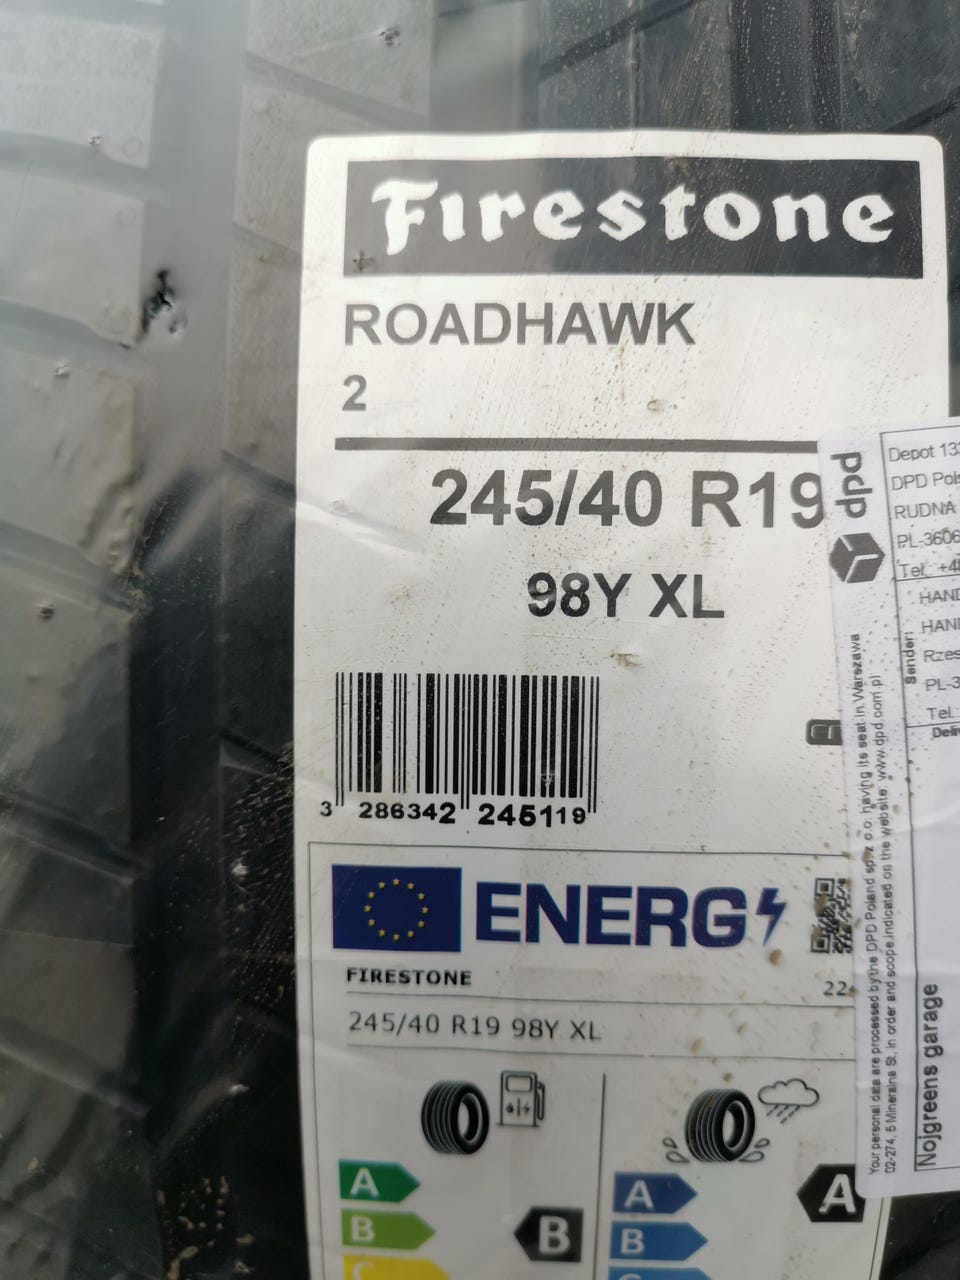 Firestone
ROADHAWK
2
245/40 R19
98Y XL
3 286342 245119
ENERG
FIRESTONE
245/40 R19 98Y XL
A
B
B
A
B
A
dpd
Depot
DPD
RUDNA
Tel.
Sender:
Tel.
Your personal data are processed by the DPD Poland sp. z o.o. having its seat in Warszawa
02-274, 5 Mineralna St., in order and scope indicated on the website: www.dpd.com.pl
Nojgreens garage